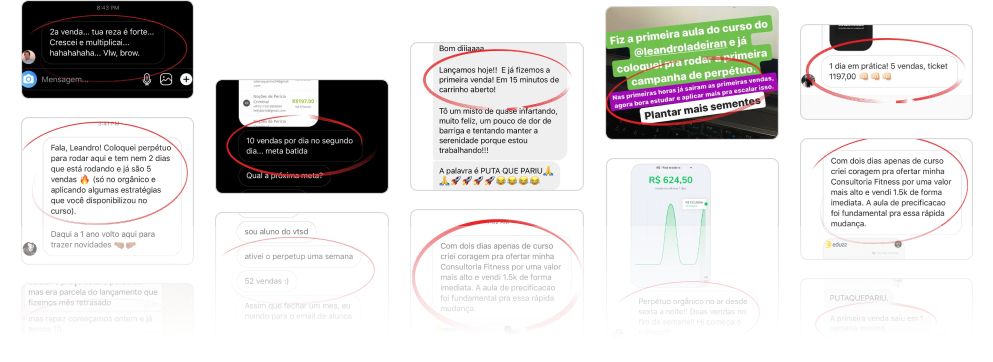 8:43 PM
2a venda... tua reza é forte...
Crescei e multiplicai...
hahahahaha... Vlw, brow.
Mensagem...
Fala, Leandro! Coloquei perpétuo
para rodar aqui e tem nem 2 dias
que está rodando e já são 5
vendas 🔥 (só no orgânico e
aplicando algumas estratégias
que você disponibilizou no
curso).
Daqui a 1 ano volto aqui para
trazer novidades 👊🏽👊🏽
mas era parcela do lançamento que
fizemos mês retrasado
mas rapaz começamos ontem e já
Noções de Perícia
Criminal
R$197,00
10 vendas por dia no segundo
dia... meta batida
Qual a próxima meta?
sou aluno do vtsd
ativei o perpetup uma semana
52 vendas :)
Assim que fechar um mes, eu
mando para o email de alunos
Bom diiiaaaa
Lançamos hoje!! E já fizemos a
primeira venda! Em 15 minutos de
carrinho aberto!
Tô um misto de quase infartando,
muito feliz, um pouco de dor de
barriga e tentando manter a
serenidade porque estou
trabalhando!!!
A palavra é PUTA QUE PARIU🙏
🙏🚀🚀🚀🚀😂😂😂😂
Com dois dias apenas de curso
criei coragem pra ofertar minha
Consultoria Fitness por uma valor
mais alto e vendi 1.5k de forma
imediata. A aula de precificacao
foi fundamental pra essa rápida
mudança.
Fiz a primeira aula do curso do
@leandroladeiran e já
coloquei pra rodar a primeira
campanha de perpétuo.
Nas primeiras horas já saíram as primeiras vendas,
agora bora estudar e aplicar mais pra escalar isso.
Plantar mais sementes
R$ 624,50
Perpétuo orgânico no ar desde
sexta a noite!! Duas vendas no
fim de semana!! Hj começa o
1 dia em prática! 5 vendas, ticket
1197,00 👊🏻👊🏻👊🏻
Com dois dias apenas de curso
criei coragem pra ofertar minha
Consultoria Fitness por uma valor
mais alto e vendi 1.5k de forma
imediata. A aula de precificacao
foi fundamental pra essa rápida
mudança.
eduzz
PUTAQUEPARIU.
A primeira venda saiu em 1